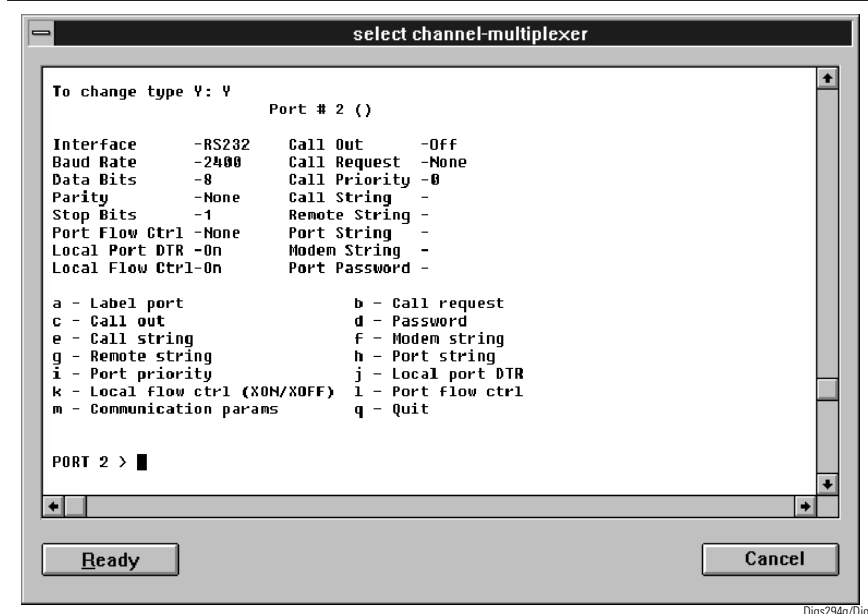 select channel-multiplexer
To change type Y: Y
Port # 2 ()
Interface -RS232 Call Out -Off
Baud Rate -2400 Call Request -None
Data Bits -8 Call Priority -0
Parity -None Call String -
Stop Bits -1 Remote String -
Port Flow Ctrl -None Port String -
Local Port DTR -On Modem String -
Local Flow Ctrl-On Port Password -
a - Label port b - Call request
c - Call out d - Password
e - Call string f - Modem string
g - Remote string h - Port string
i - Port priority j - Local port DTR
k - Local flow ctrl (XON/XOFF) l - Port flow ctrl
m - Communication params q - Quit
PORT 2 >
Ready Cancel